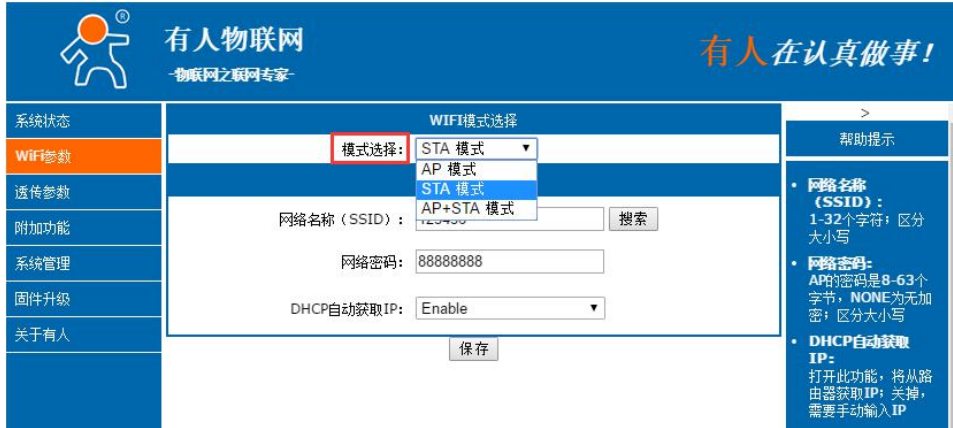 ®
有人物联网
-物联网之联网专家-
有人在认真做事!
系统状态
WiFi参数
透传参数
附加功能
系统管理
固件升级
关于有人
WIFI模式选择
模式选择: STA 模式
AP 模式
STA 模式
AP+STA 模式
网络名称(SSID): 搜索
网络密码: 88888888
DHCP自动获取IP: Enable
保存
>
帮助提示
• 网络名称
(SSID):
1-32个字符；区分
大小写
• 网络密码:
AP的密码是8-63个
字节，NONE为无加
密；区分大小写
• DHCP自动获取
IP:
打开此功能，将从路
由器获取IP；关掉，
需要手动输入IP